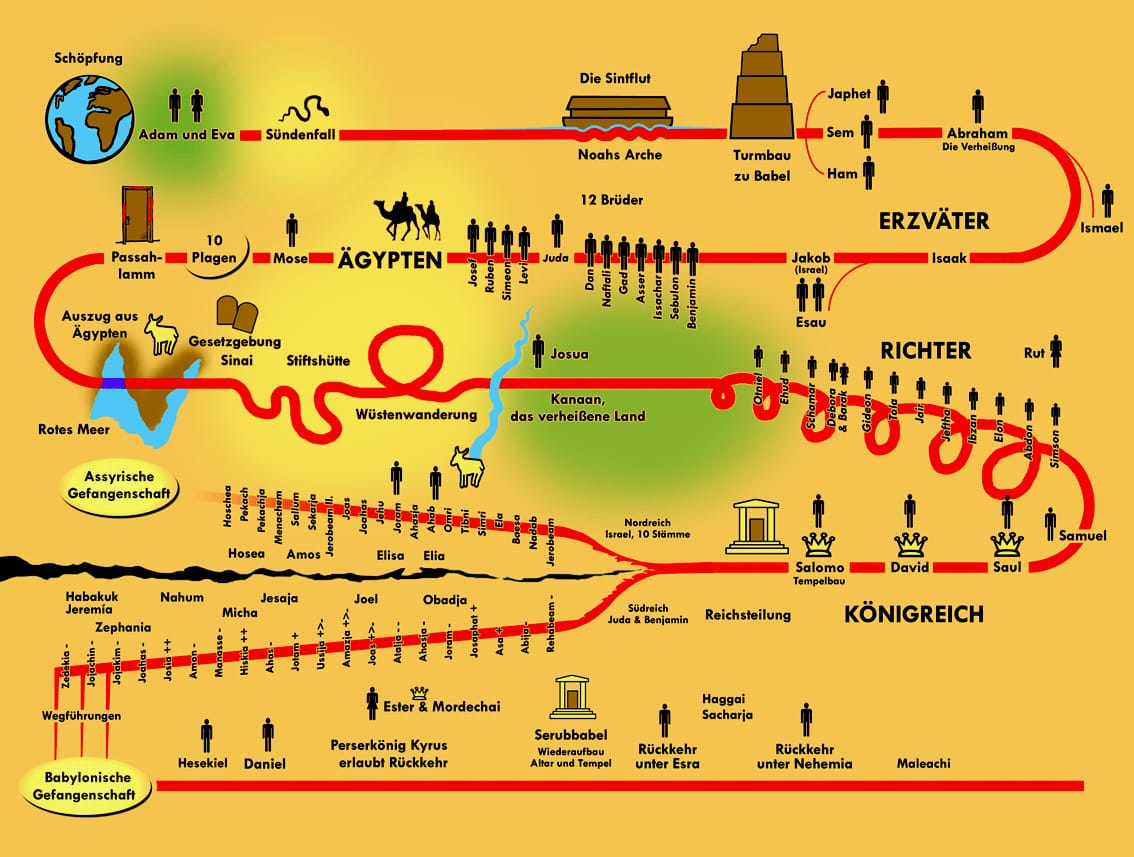 Schöpfung
Adam und Eva
Sündenfall
Die Sintflut
Noahs Arche
Turmbau
zu Babel
Japhet
Sem
Ham
Abraham
Die Verheißung
Ismael
ERZVÄTER
Passah-
lamm
10
Plagen
Mose
ÄGYPTEN
12 Brüder
Josef
Ruben
Simeon
Levi
Juda
Dan
Naftali
Gad
Asser
Issachar
Sebulon
Benjamin
Jakob
(Israel)
Isaak
Esau
Auszug aus
Ägypten
Gesetzgebung
Sinai
Stiftshütte
Rotes Meer
Wüstenwanderung
Josua
Kanaan,
das verheißene Land
RICHTER
Rut
Otniel
Ehud
Schamgar
Debora
& Barak
Gideon
Tola
Jair
Jeftha
Ibzan
Elon
Abdon
Simson
Assyrische
Gefangenschaft
Hoschea
Pekach
Pekachja
Menachem
Sallum
Sekarja
Jerobeam II.
Joas
Joahas
Jehu
Joram
Ahasja
Ahab
Omri
Tibni
Simri
Ela
Baesa
Nadab
Jerobeam
Nordreich
Israel, 10 Stämme
Hosea
Amos
Elisa
Elia
Salomo
Tempelbau
David
Saul
Samuel
KÖNIGREICH
Reichsteilung
Südreich
Juda & Benjamin
Habakuk
Jeremía
Nahum
Jesaja
Joel
Obadja
Micha
Zephania
Zedekia -
Jojachin -
Jojakim -
Joahas -
Josia ++
Amon -
Manasse -
Hiskia ++
Ahas -
Jotam +
Ussija +>-
Amazja +>-
Joas +>-
Atalja - -
Ahasja -
Joram -
Josaphat +
Asa +
Abija -
Rehabeam -
Wegführungen
Babylonische
Gefangenschaft
Hesekiel
Daniel
Ester & Mordechai
Perserkönig Kyrus
erlaubt Rückkehr
Serubbabel
Wiederaufbau
Altar und Tempel
Rückkehr
unter Esra
Haggai
Sacharja
Rückkehr
unter Nehemia
Maleachi